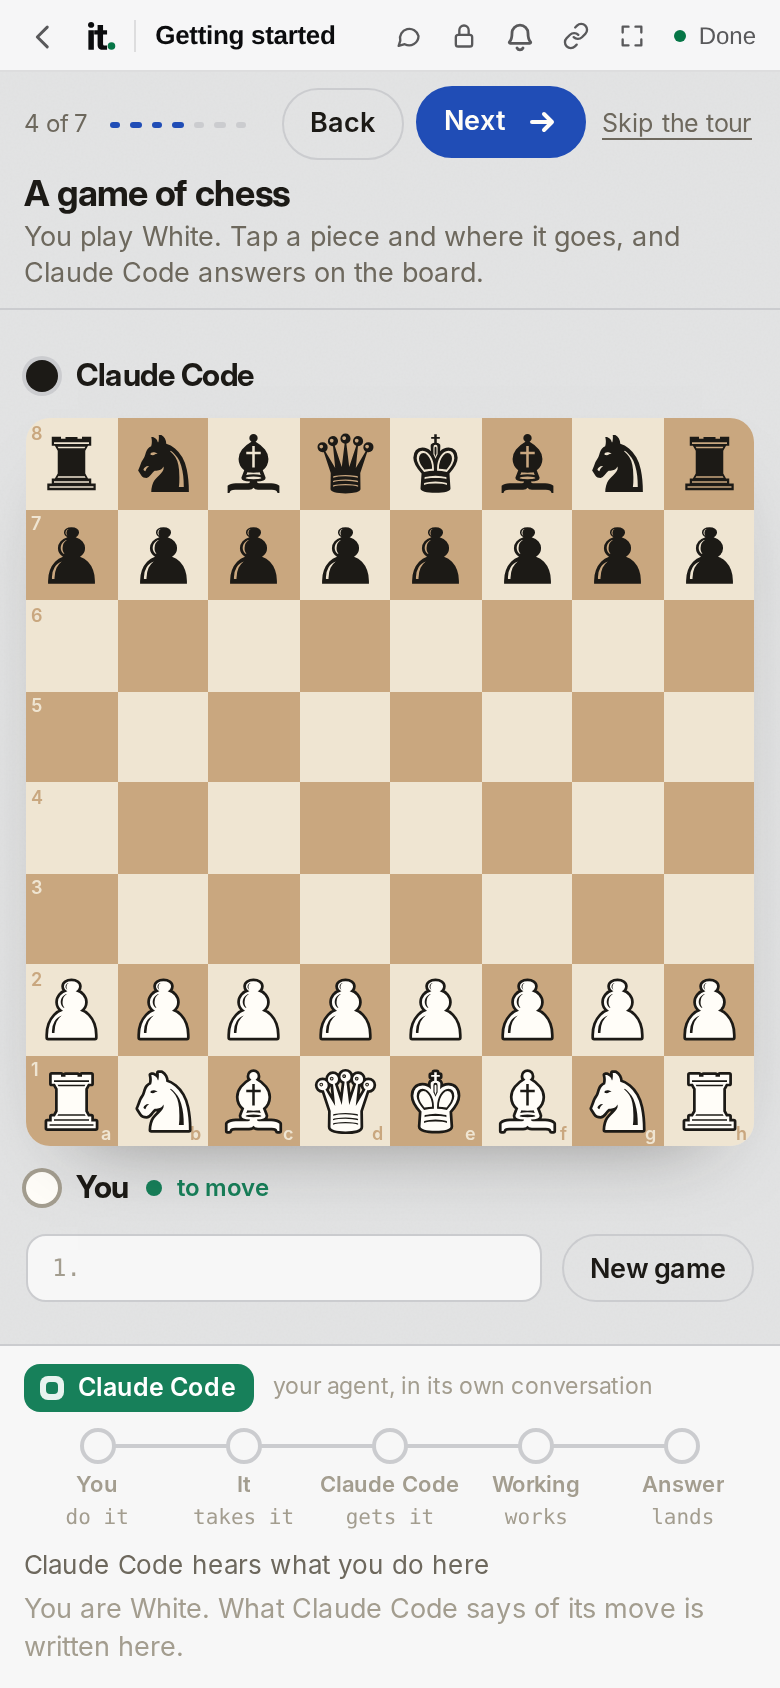 it. Getting started Done
4 of 7 Back Next Skip the tour
A game of chess
You play White. Tap a piece and where it goes, and
Claude Code answers on the board.
Claude Code
8
7
6
5
4
3
2
1
a b c d e f g h
You to move
1. New game
Claude Code your agent, in its own conversation
You It Claude Code Working Answer
do it takes it gets it works lands
Claude Code hears what you do here
You are White. What Claude Code says of its move is
written here.